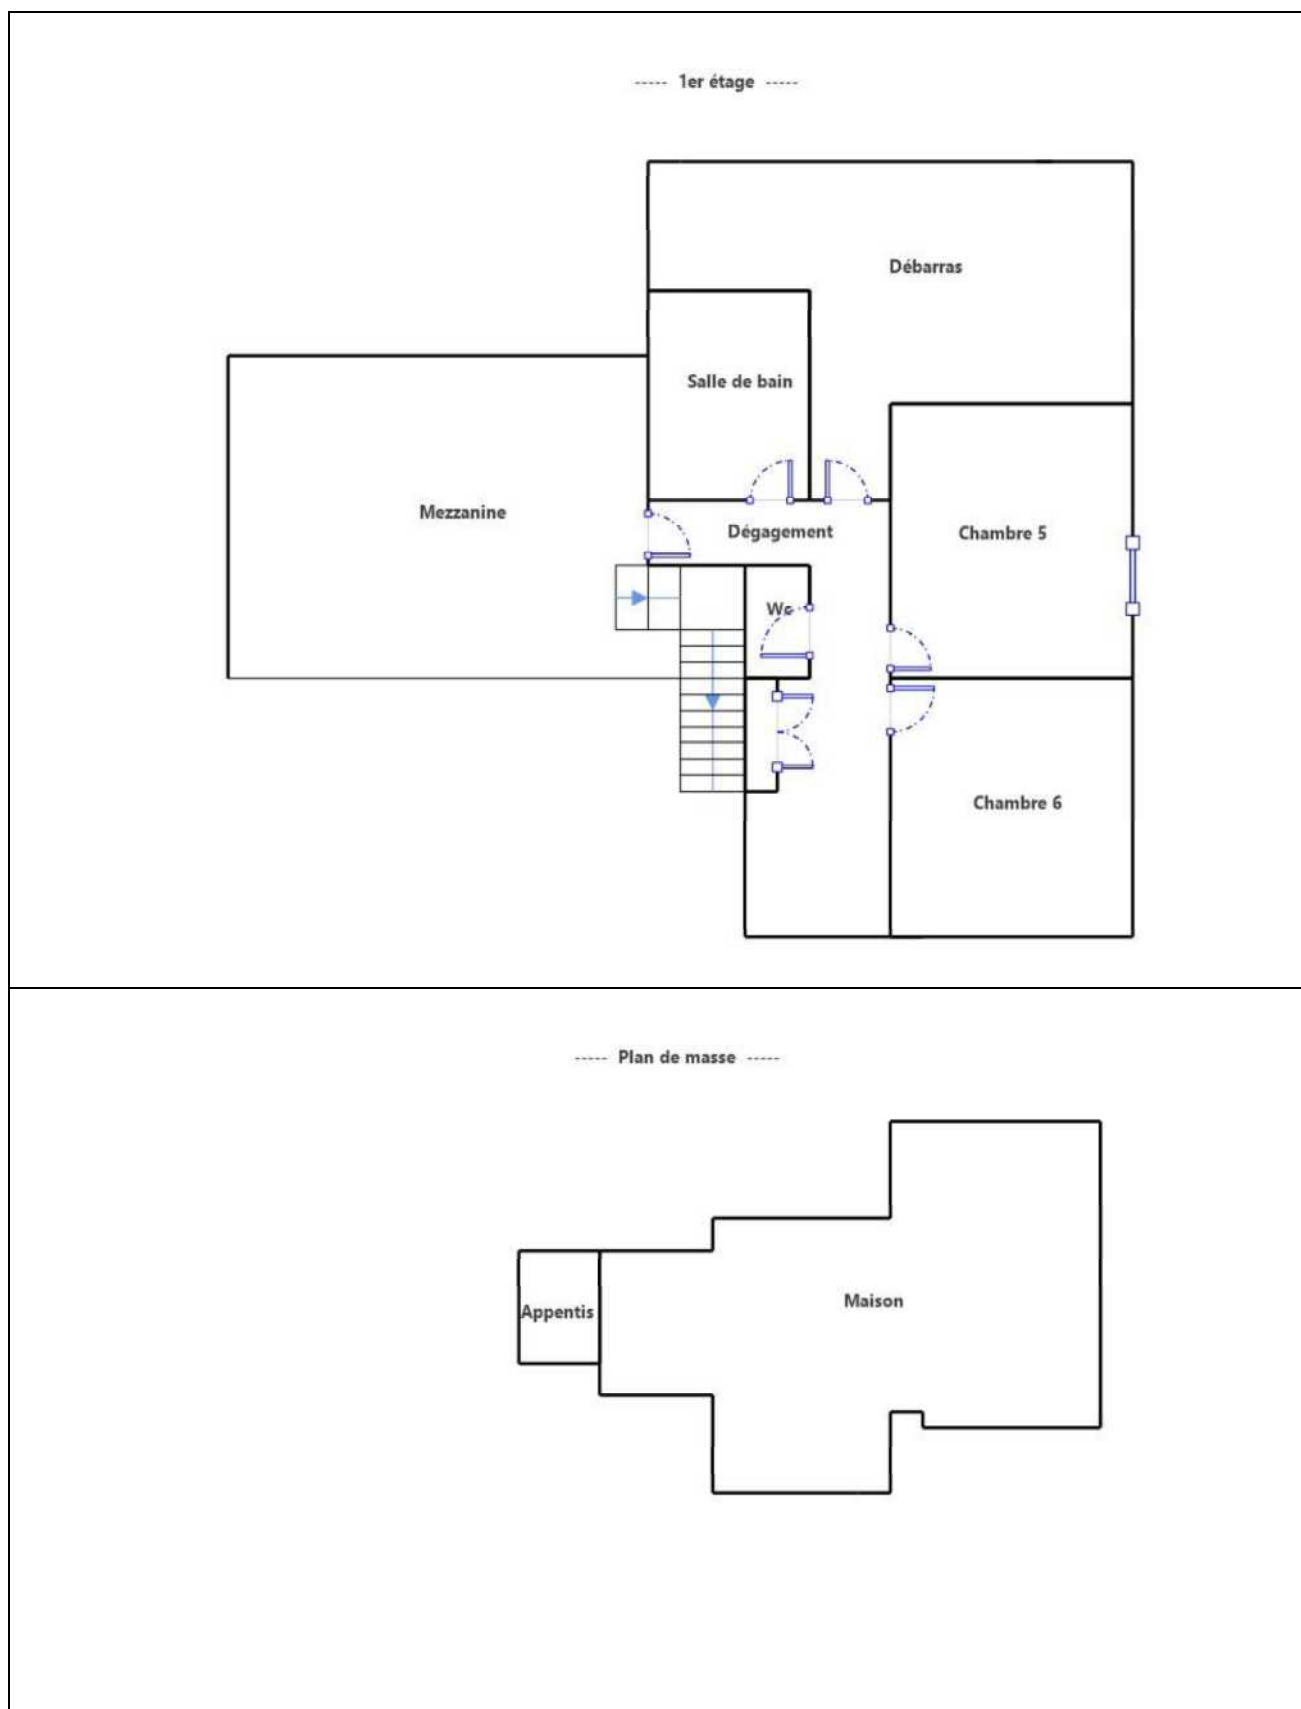 ----- 1er étage -----
Débarras
Salle de bain
Mezzanine
Dégagement
Chambre 5
Wc
Chambre 6
----- Plan de masse -----
Maison
Appentis